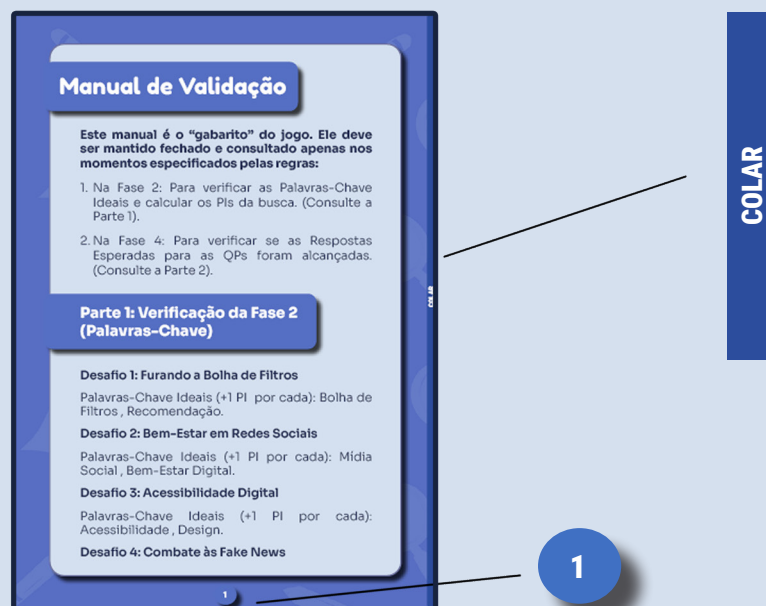 Manual de Validação
Este manual é o “gabarito” do jogo. Ele deve
ser mantido fechado e consultado apenas nos
momentos especificados pelas regras:
1. Na Fase 2: Para verificar as Palavras-Chave
Ideais e calcular os PIs da busca. (Consulte a
Parte 1).
2. Na Fase 4: Para verificar se as Respostas
Esperadas para as QPs foram alcançadas.
(Consulte a Parte 2).
Parte 1: Verificação da Fase 2
(Palavras-Chave)
Desafio 1: Furando a Bolha de Filtros
Palavras-Chave Ideais (+1 PI por cada): Bolha de
Filtros , Recomendação.
Desafio 2: Bem-Estar em Redes Sociais
Palavras-Chave Ideais (+1 PI por cada): Mídia
Social , Bem-Estar Digital.
Desafio 3: Acessibilidade Digital
Palavras-Chave Ideais (+1 PI por cada):
Acessibilidade , Design.
Desafio 4: Combate às Fake News
1
COLAR
COLAR
1